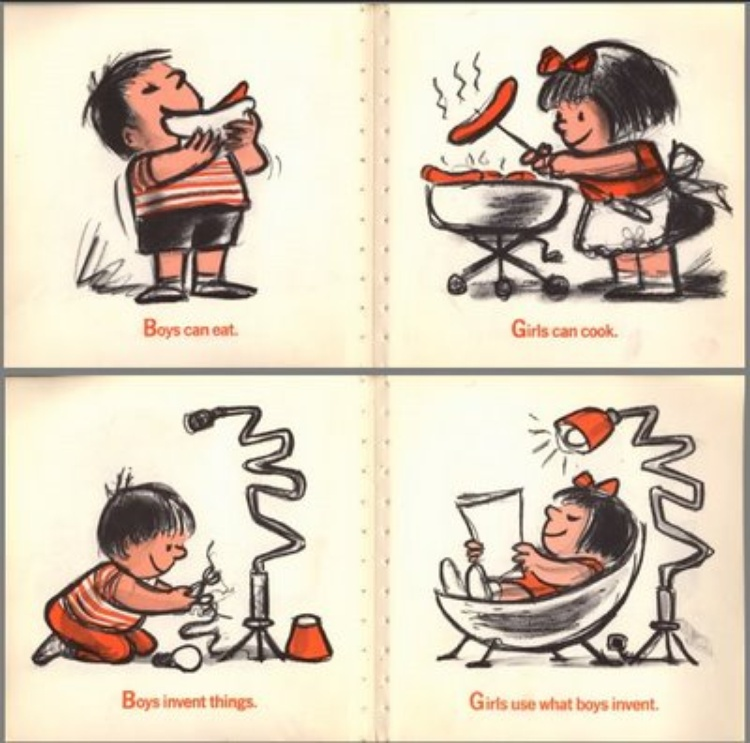 Boys can eat.
Girls can cook.
Boys invent things.
Girls use what boys invent.